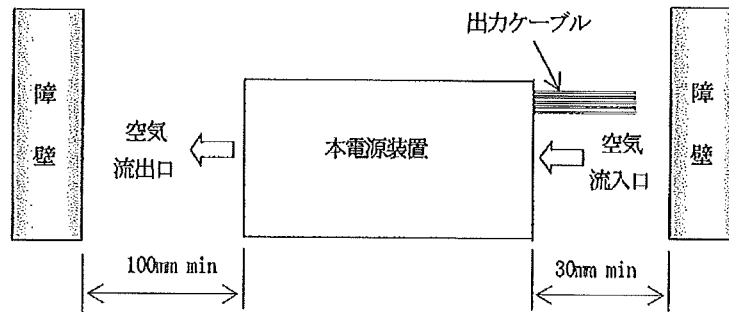 出力ケーブル
障壁
空気
流出口
本電源装置
空気
流入口
障壁
100mm min
30mm min